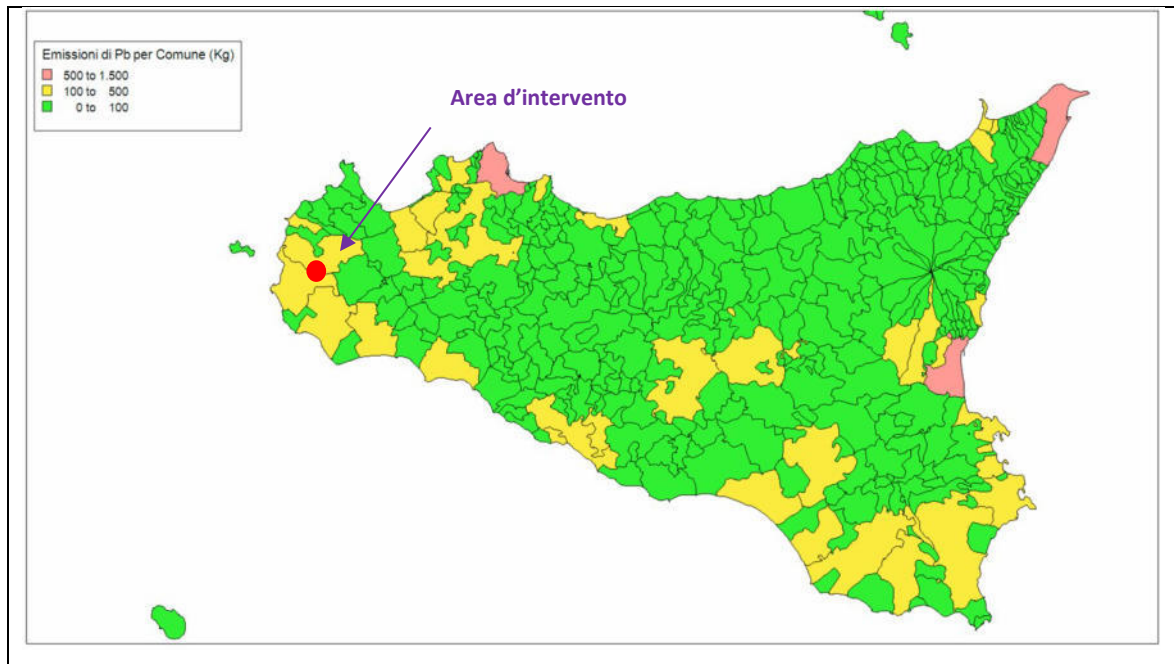 Emissioni di Pb per Comune (Kg)
500 to 1.500
100 to 500
0 to 100
Area d’intervento